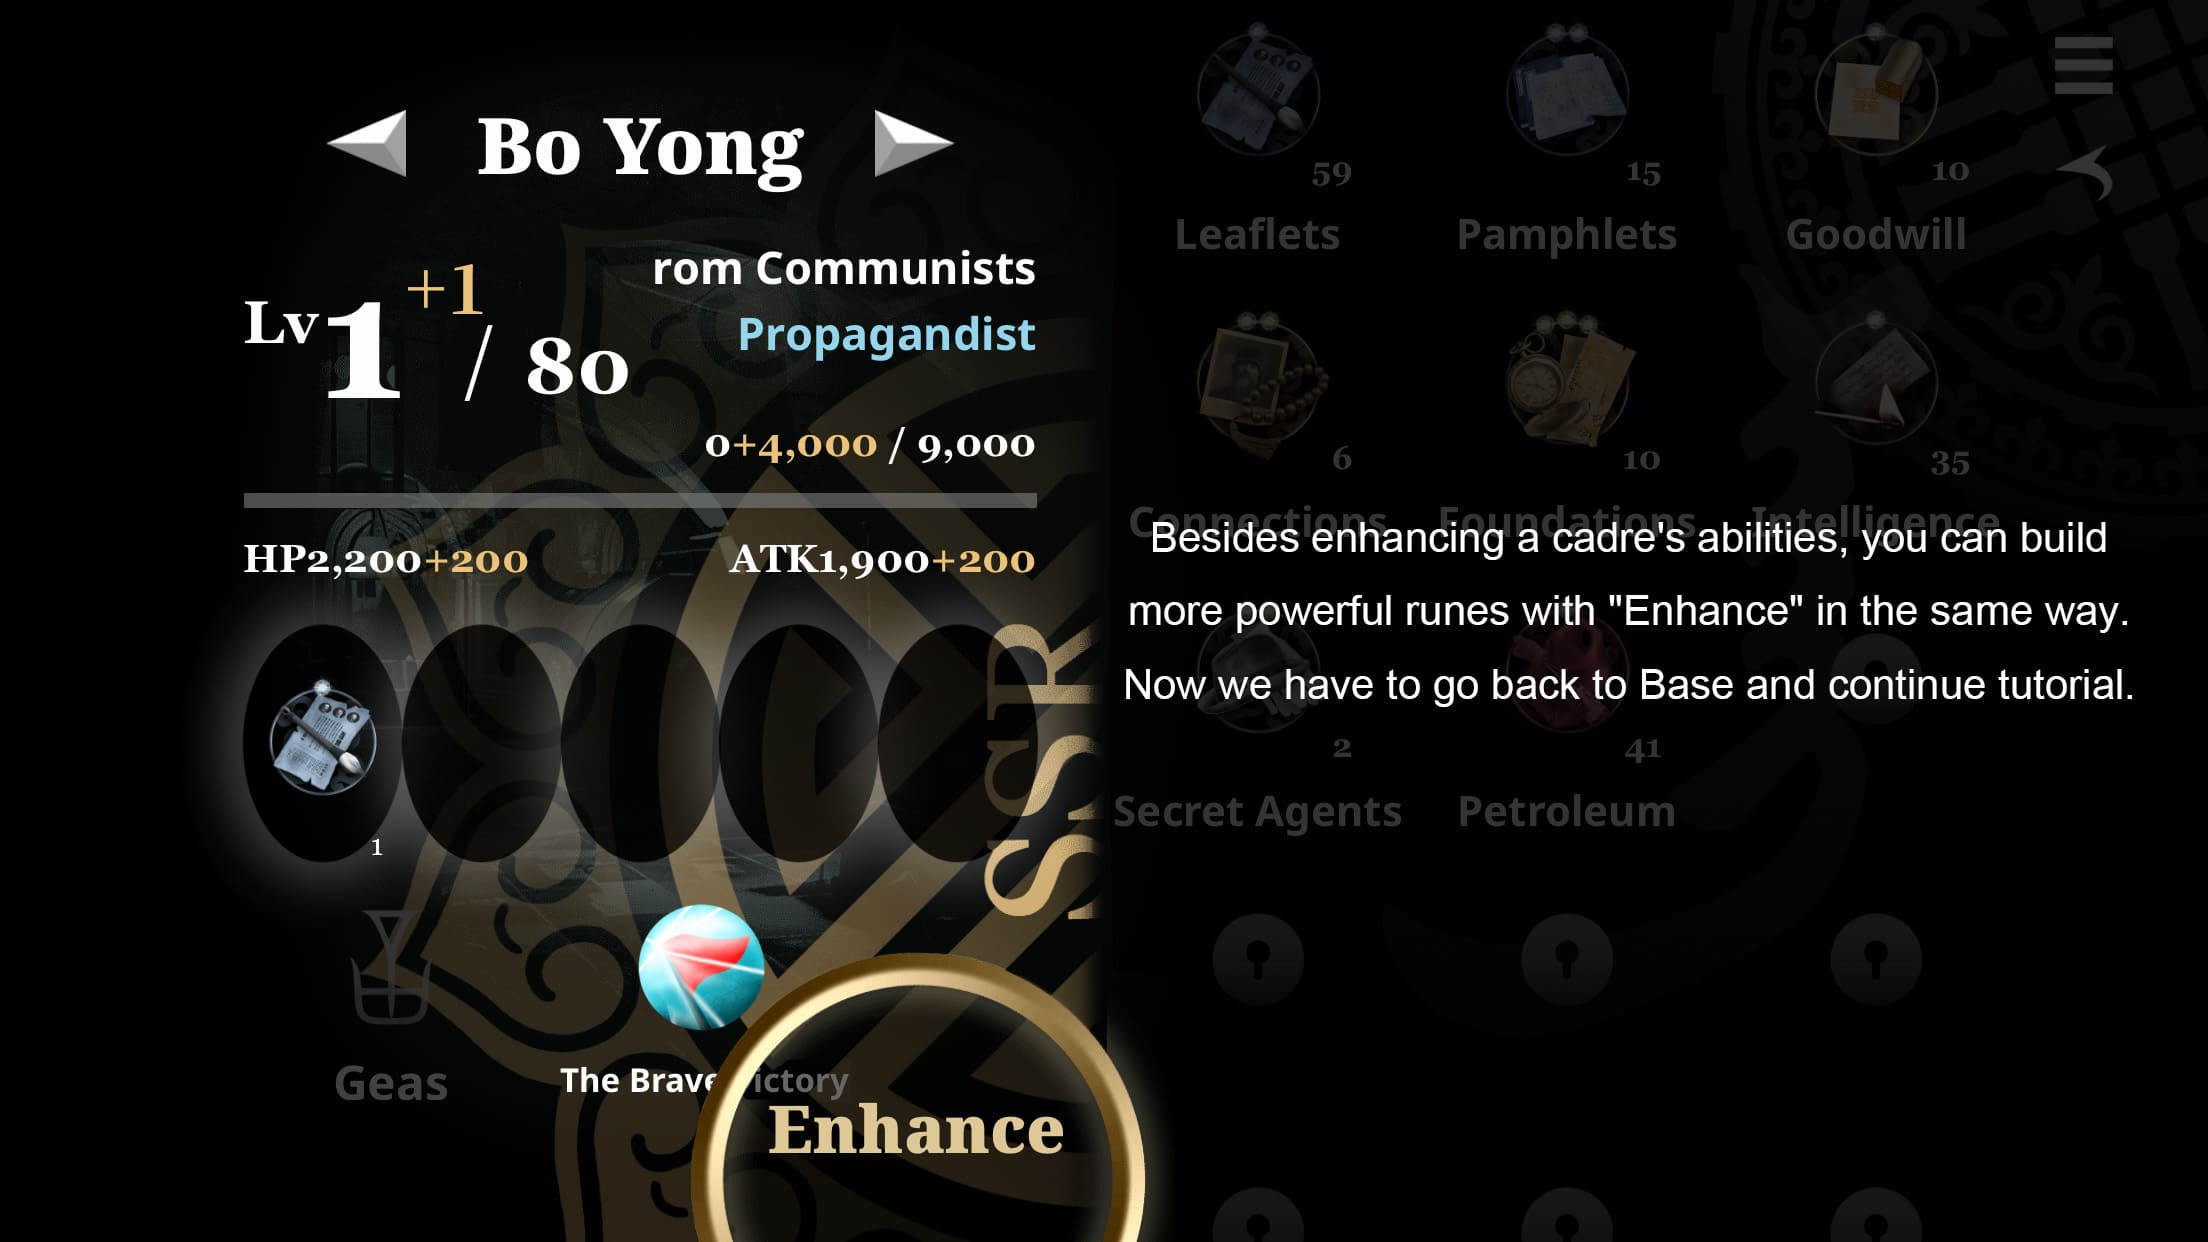 Bo Yong
Lv1+1/ 80
rom Communists
Propagandist
0+4,000 / 9,000
HP2,200+200
ATK1,900+200
SSR
1
Geas
The Brave ictory
Enhance
59
15
10
Leaflets
Pamphlets
Goodwill
6
10
35
Connections
Foundations
Intelligence
Besides enhancing a cadre's abilities, you can build
more powerful runes with "Enhance" in the same way.
Now we have to go back to Base and continue tutorial.
2
41
Secret Agents
Petroleum